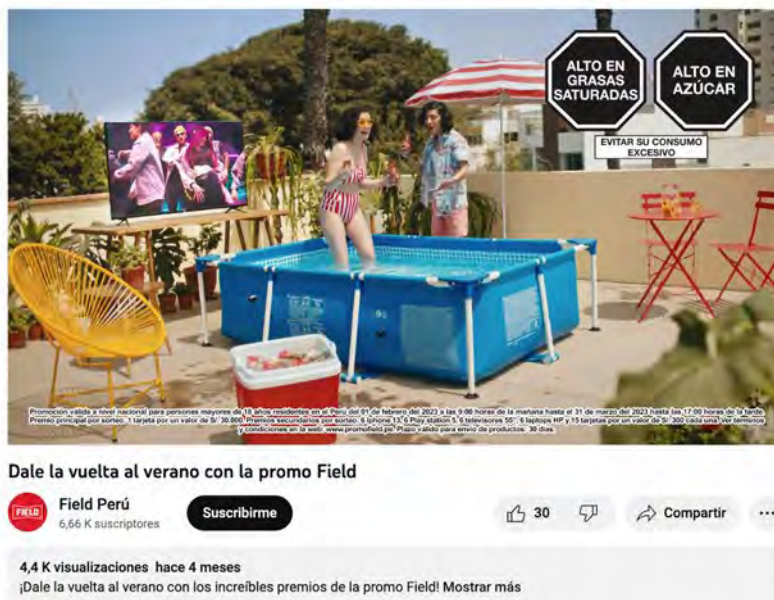 ALTO EN
GRASAS
SATURADAS
ALTO EN
AZÚCAR
EVITAR SU CONSUMO
EXCESIVO
Promoción válida a nivel nacional para personas mayores de 18 años residentes en el Perú del 01 de febrero del 2023 a las 9:00 horas de la mañana hasta el 31 de marzo del 2023 hasta las 17:00 horas de la tarde.
Premio principal por sorteo: 1 tarjeta por un valor de S/. 30,000. Premios secundarios por sorteo: 6 Iphone 13, 6 Play station 5, 6 televisores 55", 6 laptops HP y 15 tarjetas por un valor de S/. 300 cada una. Ver términos
y condiciones en la web: www.promofield.pe. Plazo válido para envío de productos: 30 días.
Dale la vuelta al verano con la promo Field
FIELD
Field Perú
6,66 K suscriptores
Suscribirme
30
Compartir
4,4 K visualizaciones hace 4 meses
¡Dale la vuelta al verano con los increíbles premios de la promo Field! Mostrar más